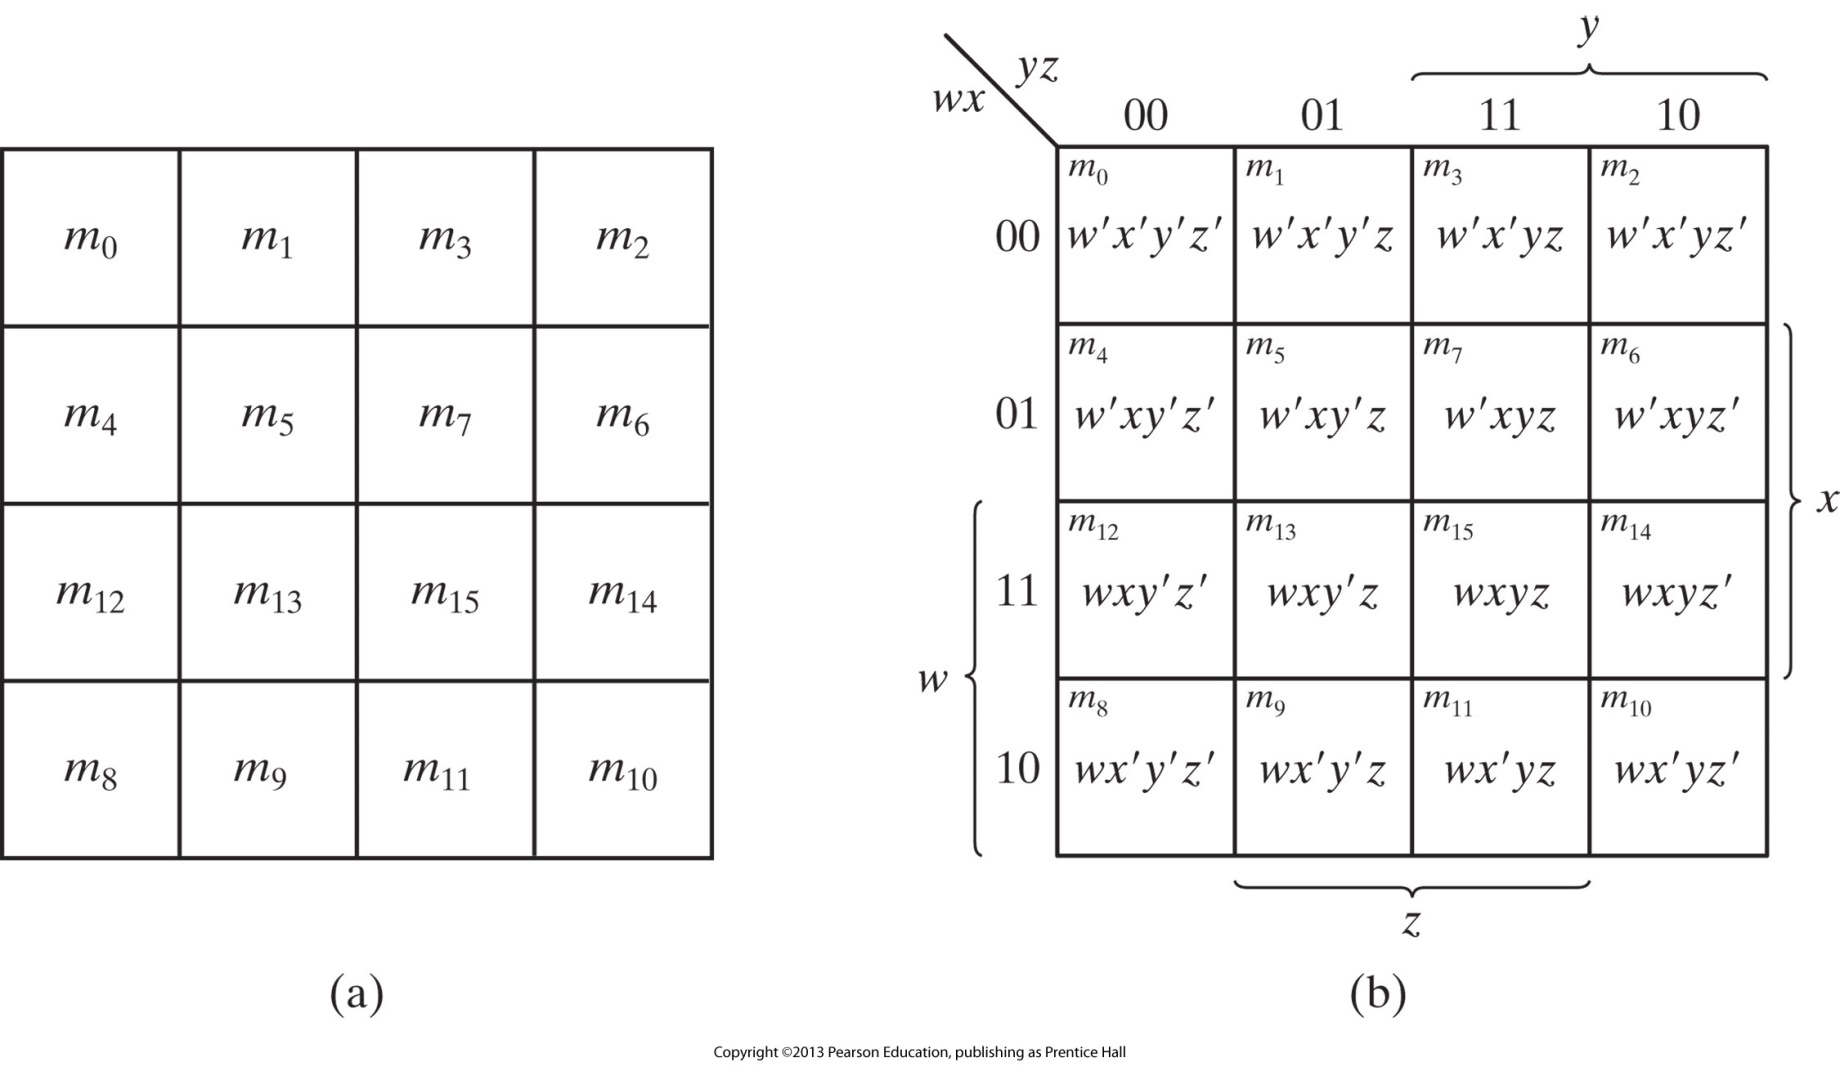 m0 m1 m3 m2
m4 m5 m7 m6
m12 m13 m15 m14
m8 m9 m11 m10
(a)
y
yz
wx
00 01 11 10
m0 m1 m3 m2
00 w′x′y′z′ w′x′y′z w′x′yz w′x′yz′
m4 m5 m7 m6
01 w′xy′z′ w′xy′z w′xyz w′xyz′
x
m12 m13 m15 m14
11 wxy′z′ wxy′z wxyz wxyz′
w
m8 m9 m11 m10
10 wx′y′z′ wx′y′z wx′yz wx′yz′
z
(b)
Copyright ©2013 Pearson Education, publishing as Prentice Hall